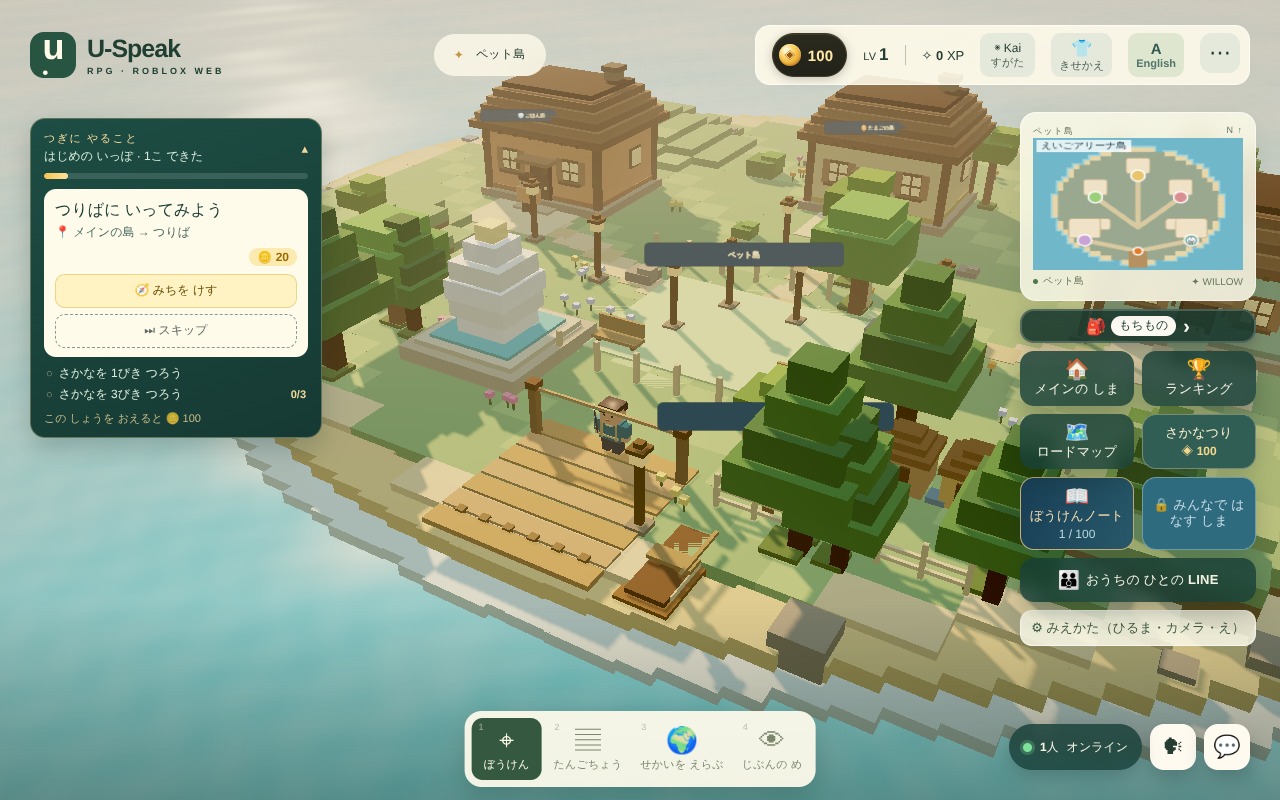 u
U-Speak
RPG · ROBLOX WEB
✦ ペット島
100
LV 1
✧ 0 XP
Kai
すがた
きせかえ
A
English
…
つぎに やること
はじめの いっぽ · 1こ できた
▲
つりばに いってみよう
📍 メインの島 → つりば
🪙 20
🧭 みちを けす
⏭ スキップ
○ さかなを 1ぴき つろう
○ さかなを 3びき つろう 0/3
この しょうを おえると 🪙 100
ごはん屋
たまごの島
ペット島
ペット島 N ↑
えいごアリーナ島
● ペット島 ✦ WILLOW
🎒 もちもの ›
🏠 メインの しま
🏆 ランキング
🗺️ ロードマップ
さかなつり
◈ 100
📖 ぼうけんノート
1 / 100
🔒 みんなで は
なす しま
👪 おうちの ひとの LINE
⚙ みえかた（ひるま・カメラ・え）
1 ぼうけん
2 たんごちょう
3 せかいを えらぶ
4 じぶんの め
1人 オンライン